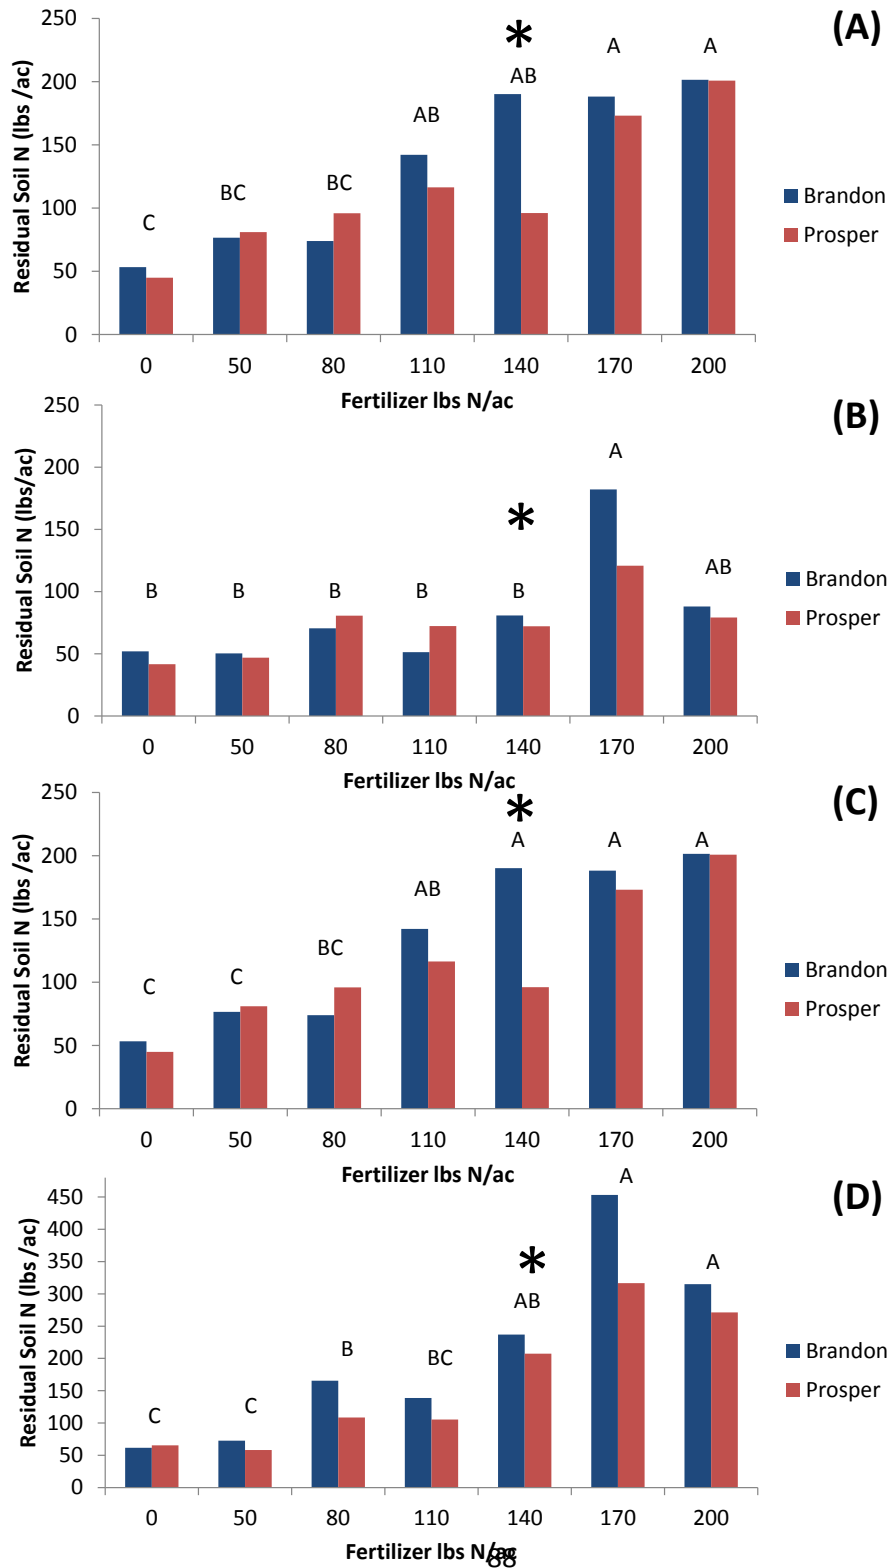 (A)
Residual Soil N (lbs /ac)
250
200
150
100
50
0
C
BC
BC
AB
*
AB
A
A
0 50 80 110 140 170 200
Fertilizer lbs N/ac
Brandon
Prosper
(B)
Residual Soil N (lbs/ac)
250
200
150
100
50
0
B
B
B
B
*
B
A
AB
0 50 80 110 140 170 200
Fertilizer lbs N/ac
Brandon
Prosper
(C)
Residual Soil N (lbs /ac)
250
200
150
100
50
0
C
C
BC
AB
*
A
A
A
0 50 80 110 140 170 200
Fertilizer lbs N/ac
Brandon
Prosper
(D)
Residual Soil N (lbs /ac)
450
400
350
300
250
200
150
100
50
0
C
C
B
BC
*
AB
A
A
0 50 80 110 140 170 200
Fertilizer lbs N/ac
Brandon
Prosper
88